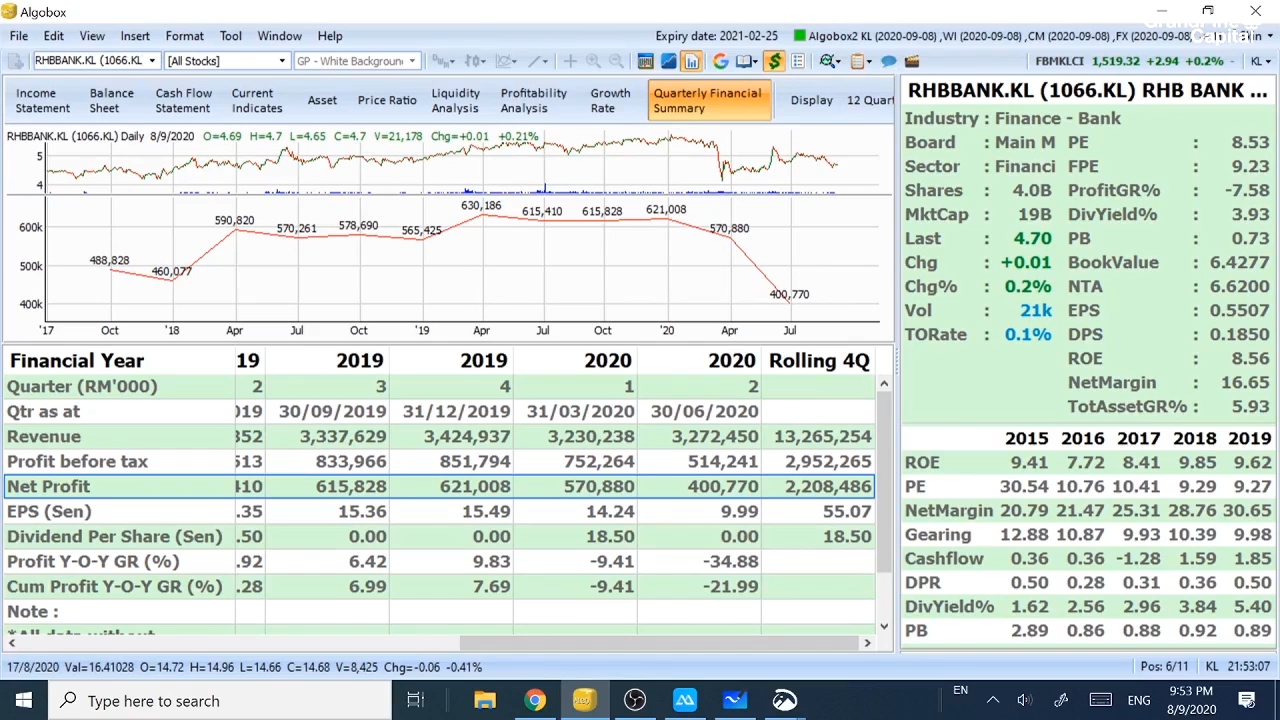 Algobox
File Edit View Insert Format Tool Window Help Expiry date: 2021-02-25 Algobox2 KL (2020-09-08) ,WI (2020-09-08) ,CM (2020-09-08) ,FX (2020-09-08)
Capital
RHBBANK.KL (1066.KL [All Stocks] GP - White Background FBMKLCI 1,519.32 +2.94 +0.2% KL
Income Statement
Balance Sheet
Cash Flow Statement
Current Indicates
Asset
Price Ratio
Liquidity Analysis
Profitability Analysis
Growth Rate
Quarterly Financial Summary
Display
12 Quart
RHBBANK.KL (1066.KL) Daily 8/9/2020 O=4.69 H=4.7 L=4.65 C=4.7 V=21,178 Chg=+0.01 +0.21%
5
4
600k
500k
400k
488,828 460,077 590,820 570,261 578,690 565,425 630,186 615,410 615,828 621,008 570,880 400,770
'17 Oct '18 Apr Jul Oct '19 Apr Jul Oct '20 Apr Jul
Financial Year 19 2019 2019 2020 2020 Rolling 4Q
Quarter (RM'000) 2 3 4 1 2
Qtr as at 019 30/09/2019 31/12/2019 31/03/2020 30/06/2020
Revenue 352 3,337,629 3,424,937 3,230,238 3,272,450 13,265,254
Profit before tax 513 833,966 851,794 752,264 514,241 2,952,265
Net Profit 410 615,828 621,008 570,880 400,770 2,208,486
EPS (Sen) .35 15.36 15.49 14.24 9.99 55.07
Dividend Per Share (Sen) .50 0.00 0.00 18.50 0.00 18.50
Profit Y-O-Y GR (%) .92 6.42 9.83 -9.41 -34.88
Cum Profit Y-O-Y GR (%) .28 6.99 7.69 -9.41 -21.99
Note :
RHBBANK.KL (1066.KL) RHB BANK ...
Industry : Finance - Bank
Board : Main M PE : 8.53
Sector : Financi FPE : 9.23
Shares : 4.0B ProfitGR% : -7.58
MktCap : 19B DivYield% : 3.93
Last : 4.70 PB : 0.73
Chg : +0.01 BookValue : 6.4277
Chg% : 0.2% NTA : 6.6200
Vol : 21k EPS : 0.5507
TORate : 0.1% DPS : 0.1850
ROE : 8.56
NetMargin : 16.65
TotAssetGR% : 5.93
2015 2016 2017 2018 2019
ROE 9.41 7.72 8.41 9.85 9.62
PE 30.54 10.76 10.41 9.29 9.27
NetMargin 20.79 21.47 25.31 28.76 30.65
Gearing 12.88 10.87 9.93 10.39 9.98
Cashflow 0.36 0.36 -1.28 1.59 1.85
DPR 0.50 0.28 0.31 0.36 0.50
DivYield% 1.62 2.56 2.96 3.84 5.40
PB 2.89 0.86 0.88 0.92 0.89
17/8/2020 Val=16.41028 O=14.72 H=14.96 L=14.66 C=14.68 V=8,425 Chg=-0.06 -0.41% Pos: 6/11 KL 21:53:07
Type here to search EN ENG 9:53 PM
8/9/2020